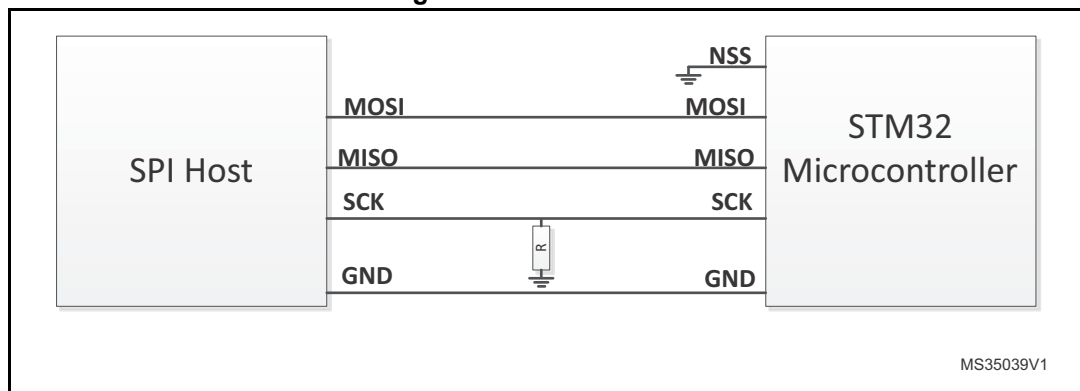 NSS
MOSI MOSI
SPI Host
MISO MISO
STM32
Microcontroller
SCK SCK
R
GND GND
MS35039V1